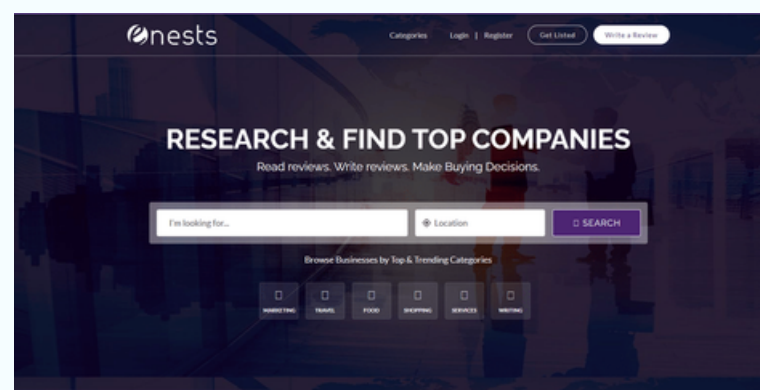 enests
Categories Login | Register Get Listed Write a Review
RESEARCH & FIND TOP COMPANIES
Read reviews. Write reviews. Make Buying Decisions.
I'm looking for... Location SEARCH
Browse Businesses by Top & Trending Categories
MARKETING TRAVEL FOOD SHOPPING SERVICES WRITING